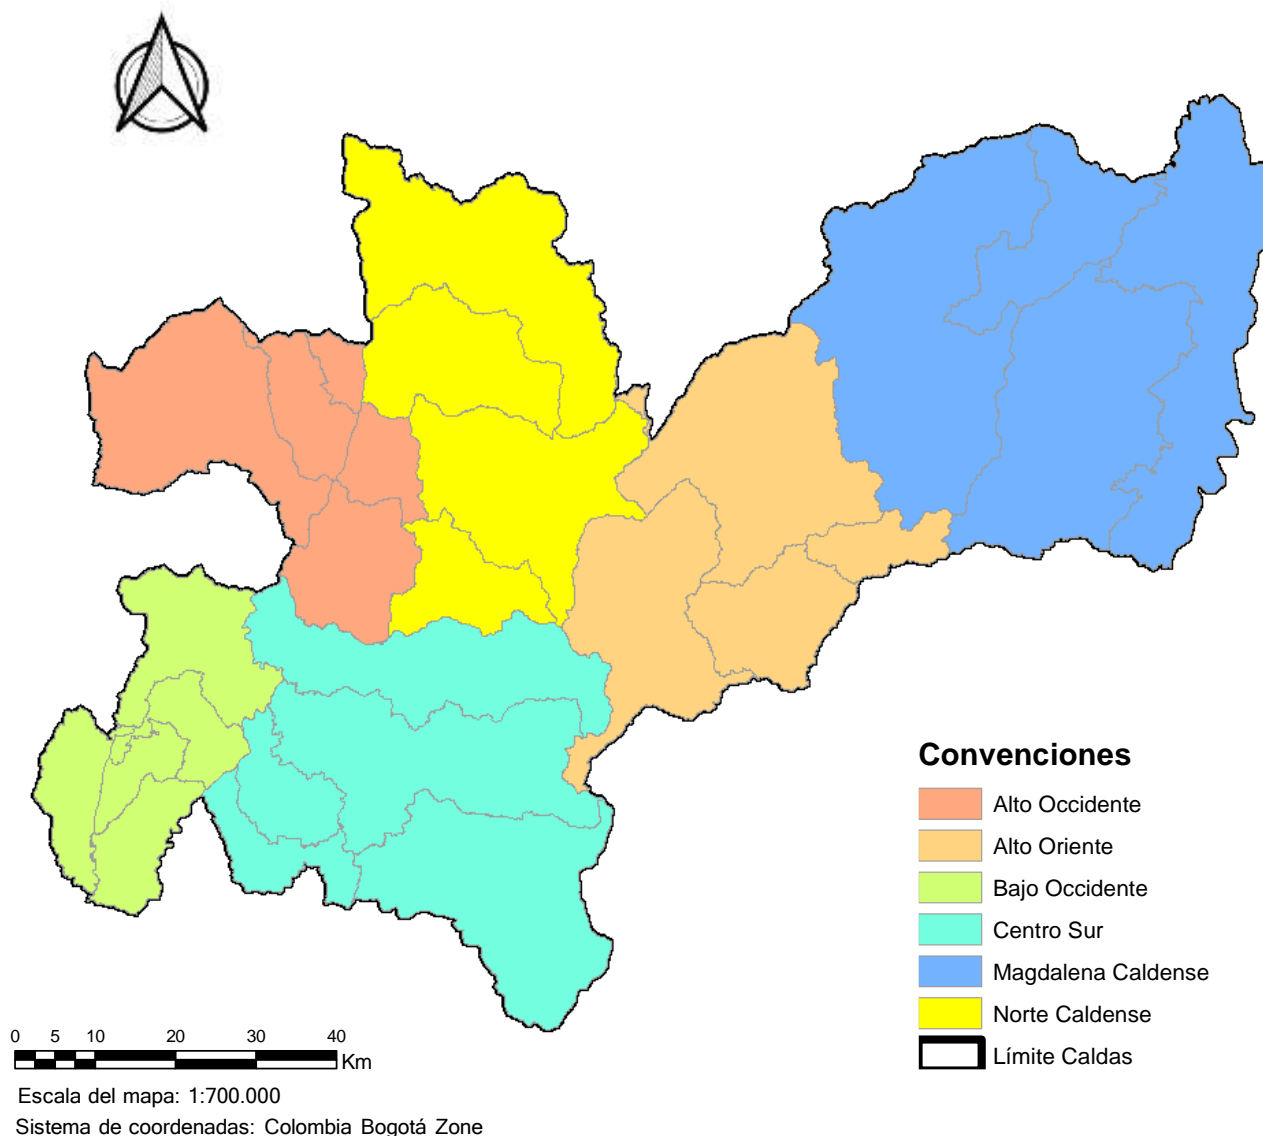 Convenciones
Alto Occidente
Alto Oriente
Bajo Occidente
Centro Sur
Magdalena Caldense
Norte Caldense
Límite Caldas
0 5 10 20 30 40
Km
Escala del mapa: 1:700.000
Sistema de coordenadas: Colombia Bogotá Zone